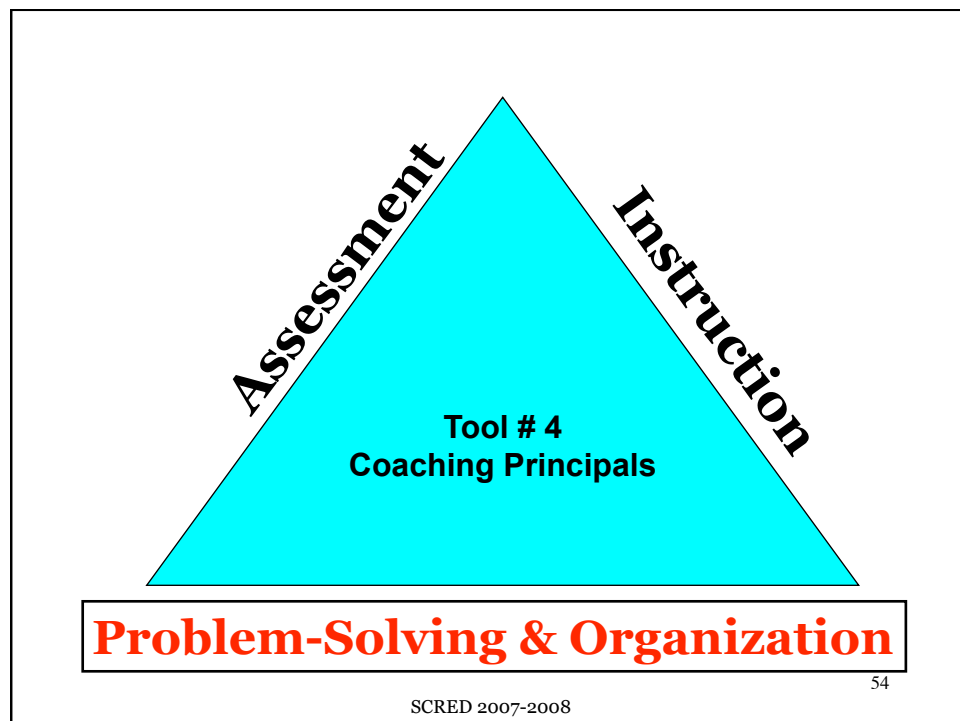 Assessment
Instruction
Tool # 4
Coaching Principals
Problem-Solving & Organization
54
SCRED 2007-2008